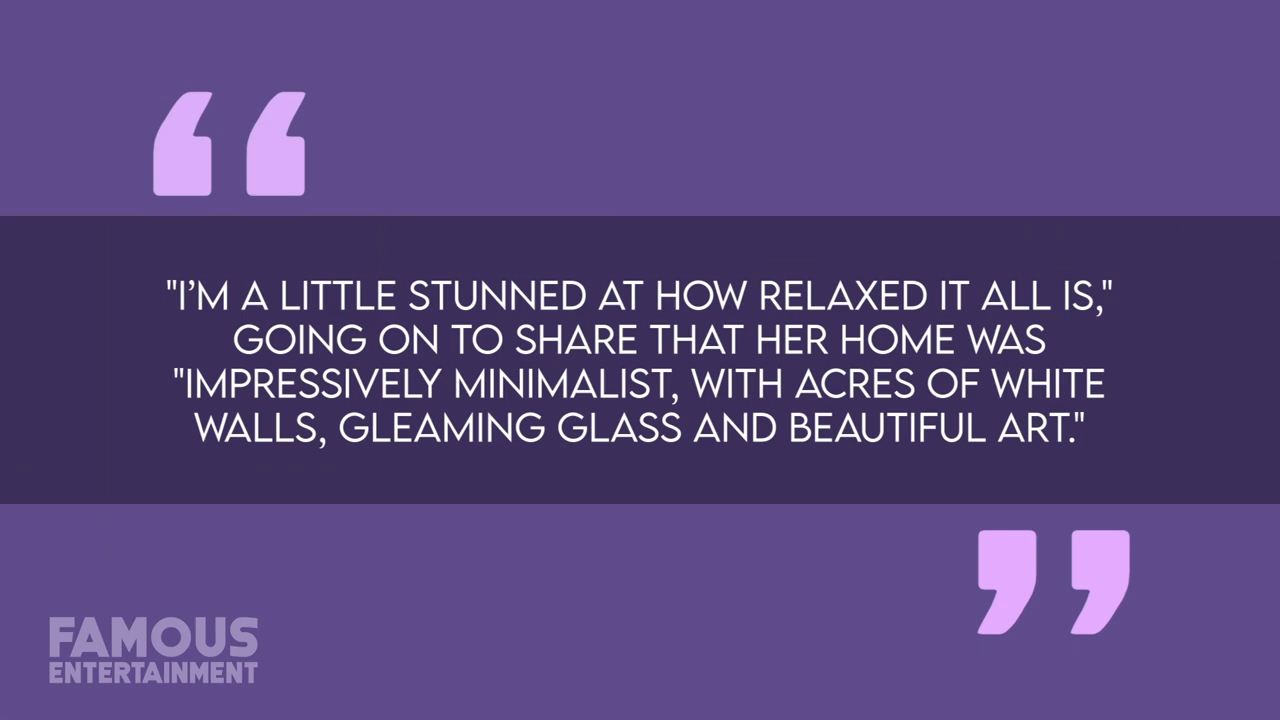 "I'M A LITTLE STUNNED AT HOW RELAXED IT ALL IS,"
GOING ON TO SHARE THAT HER HOME WAS
"IMPRESSIVELY MINIMALIST, WITH ACRES OF WHITE
WALLS, GLEAMING GLASS AND BEAUTIFUL ART."
FAMOUS
ENTERTAINMENT